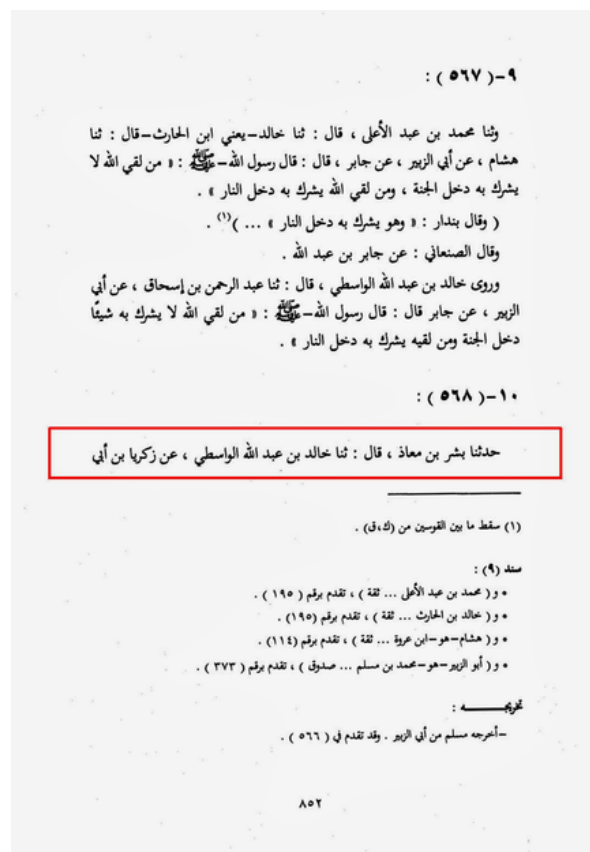 ٩-(٥٦٧) :
وثنا محمد بن عبد الأعلى ، قال : ثنا خالد-يعني ابن الحارث-قال : ثنا
هشام ، عن أبي الزبير ، عن جابر ، قال : قال رسول الله-ﷺ : « من لقي الله لا
يشرك به دخل الجنة ، ومن لقي الله يشرك به دخل النار » .
( وقال بندار : « وهو يشرك به دخل النار » ... )(١) .
وقال الصنعاني : عن جابر بن عبد الله .
وروى خالد بن عبد الله الواسطي ، قال : ثنا عبد الرحمن بن إسحاق ، عن أبي
الزبير ، عن جابر قال : قال رسول الله-ﷺ : « من لقي الله لا يشرك به شيئًا
دخل الجنة ومن لقيه يشرك به دخل النار » .
١٠-(٥٦٨) :
حدثنا بشر بن معاذ ، قال : ثنا خالد بن عبد الله الواسطي ، عن زكريا بن أبي
(١) سقط ما بين القوسين من (ك،ق) .
سند (٩) :
• و ( محمد بن عبد الأعلى ... ثقة ) ، تقدم برقم ( ١٩٥ ) .
• و ( خالد بن الحارث ... ثقة ) ، تقدم برقم (١٩٥) .
• و ( هشام-هو-ابن عروة ... ثقة ) ، تقدم برقم (١١٤) .
• و ( أبو الزبير-هو-محمد بن مسلم ... صدوق ) ، تقدم برقم ( ٣٧٣ ) .
تخريجـــــــه :
-أخرجه مسلم من أبي الزبير . وقد تقدم في ( ٥٦٦ ) .
٨٥٢